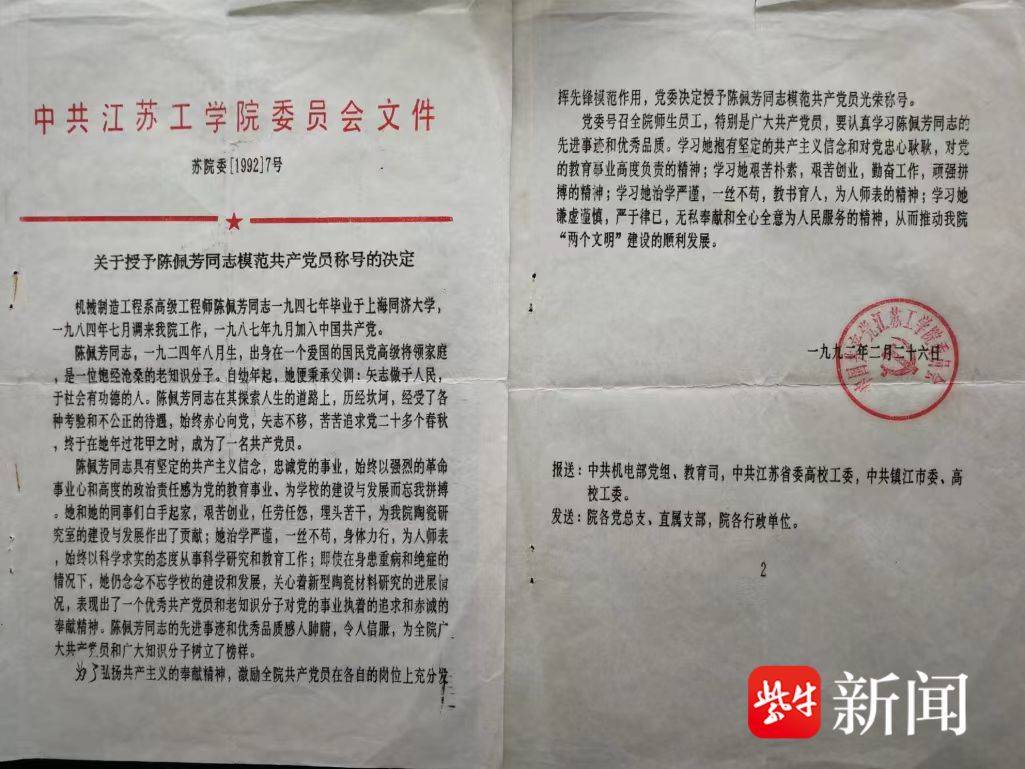 中共江苏工学院委员会文件
苏院委[1992]7号
关于授予陈佩芳同志模范共产党员称号的决定
机械制造工程系高级工程师陈佩芳同志一九四七年毕业于上海同济大学，
一九八四年七月调来我院工作，一九八七年九月加入中国共产党。
陈佩芳同志，一九二四年八月生，出身在一个爱国的国民党高级将领家庭
，是一位饱经沧桑的老知识分子。自幼年起，她便秉承父训：矢志做于人民，
于社会有功德的人。陈佩芳同志在其探索人生的道路上，历经坎坷，经受了各
种考验和不公正的待遇，始终赤心向党，矢志不移，苦苦追求党二十多个春秋
，终于在她年过花甲之时，成为了一名共产党员。
陈佩芳同志具有坚定的共产主义信念，忠诚党的事业，始终以强烈的革命
事业心和高度的政治责任感为党的教育事业、为学校的建设与发展而忘我拼搏
。她和她的同事们白手起家，艰苦创业，任劳任怨，埋头苦干，为我院陶瓷研
究室的建设与发展作出了贡献；她治学严谨，一丝不苟，身体力行，为人师表
，始终以科学求实的态度从事科学研究和教育工作；即使在身患重病和绝症的
情况下，她仍念念不忘学校的建设和发展，关心着新型陶瓷材料研究的进展情
况，表现出了一个优秀共产党员和老知识分子对党的事业执着的追求和赤诚的
奉献精神。陈佩芳同志的先进事迹和优秀品质感人肺腑，令人信服，为全院广
大共产党员和广大知识分子树立了榜样。
为了弘扬共产主义的奉献精神，激励全院共产党员在各自的岗位上充分发
挥先锋模范作用，党委决定授予陈佩芳同志模范共产党员光荣称号。
党委号召全院师生员工，特别是广大共产党员，要认真学习陈佩芳同志的
先进事迹和优秀品质。学习她抱有坚定的共产主义信念和对党忠心耿耿，对党
的教育事业高度负责的精神；学习她艰苦朴素，艰苦创业，勤奋工作，顽强拼
搏的精神；学习她治学严谨，一丝不苟，教书育人，为人师表的精神；学习她
谦虚谨慎，严于律已，无私奉献和全心全意为人民服务的精神，从而推动我院
“两个文明”建设的顺利发展。
中国共产党江苏工学院委员会
一九九二年二月二十六日
报送：中共机电部党组、教育司，中共江苏省委高校工委，中共镇江市委、高
校工委。
发送：院各党总支、直属支部，院各行政单位。
2
紫牛新闻